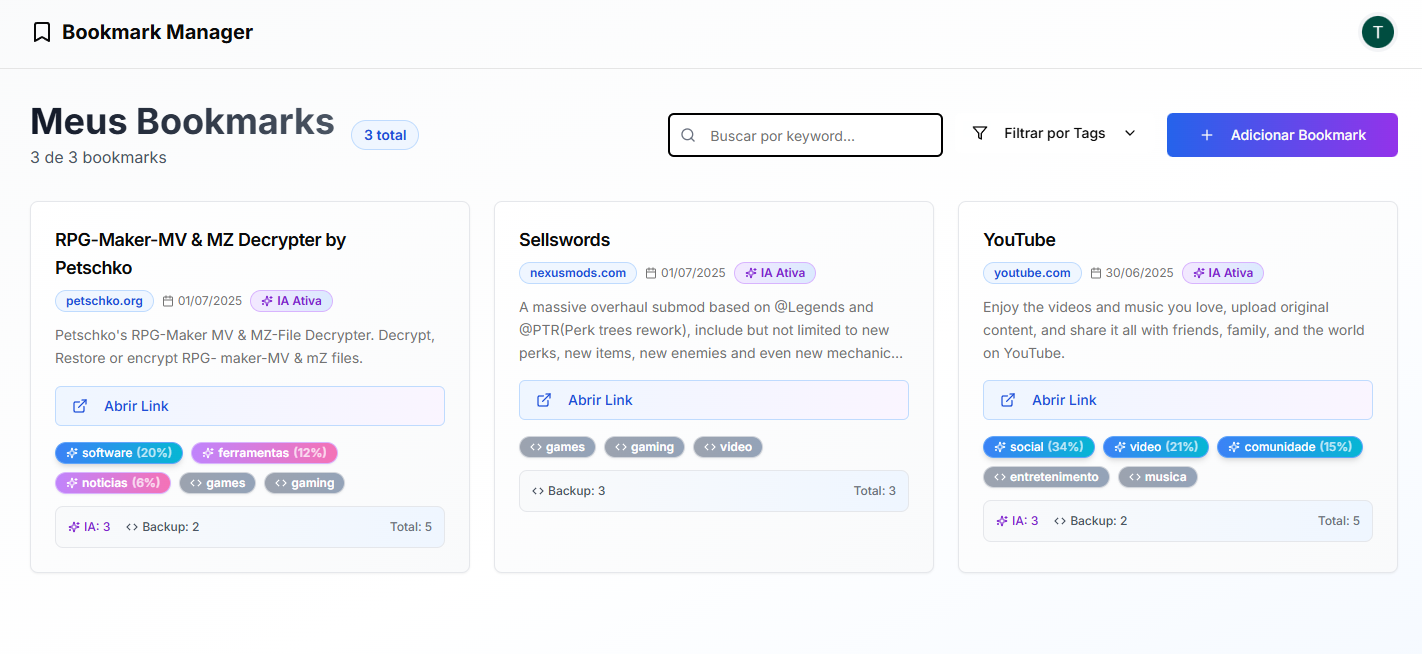 Bookmark Manager
T
Meus Bookmarks
3 total
3 de 3 bookmarks
Buscar por keyword...
Filtrar por Tags
+ Adicionar Bookmark
RPG-Maker-MV & MZ Decrypter by
Petschko
petschko.org 01/07/2025 IA Ativa
Petschko's RPG-Maker MV & MZ-File Decrypter. Decrypt,
Restore or encrypt RPG- maker-MV & mZ files.
Abrir Link
software (20%) ferramentas (12%)
noticias (6%) <> games <> gaming
IA: 3 <> Backup: 2 Total: 5
Sellswords
nexusmods.com 01/07/2025 IA Ativa
A massive overhaul submod based on @Legends and
@PTR(Perk trees rework), include but not limited to new
perks, new items, new enemies and even new mechanic...
Abrir Link
<> games <> gaming <> video
<> Backup: 3 Total: 3
YouTube
youtube.com 30/06/2025 IA Ativa
Enjoy the videos and music you love, upload original
content, and share it all with friends, family, and the world
on YouTube.
Abrir Link
social (34%) video (21%) comunidade (15%)
<> entretenimento <> musica
IA: 3 <> Backup: 2 Total: 5